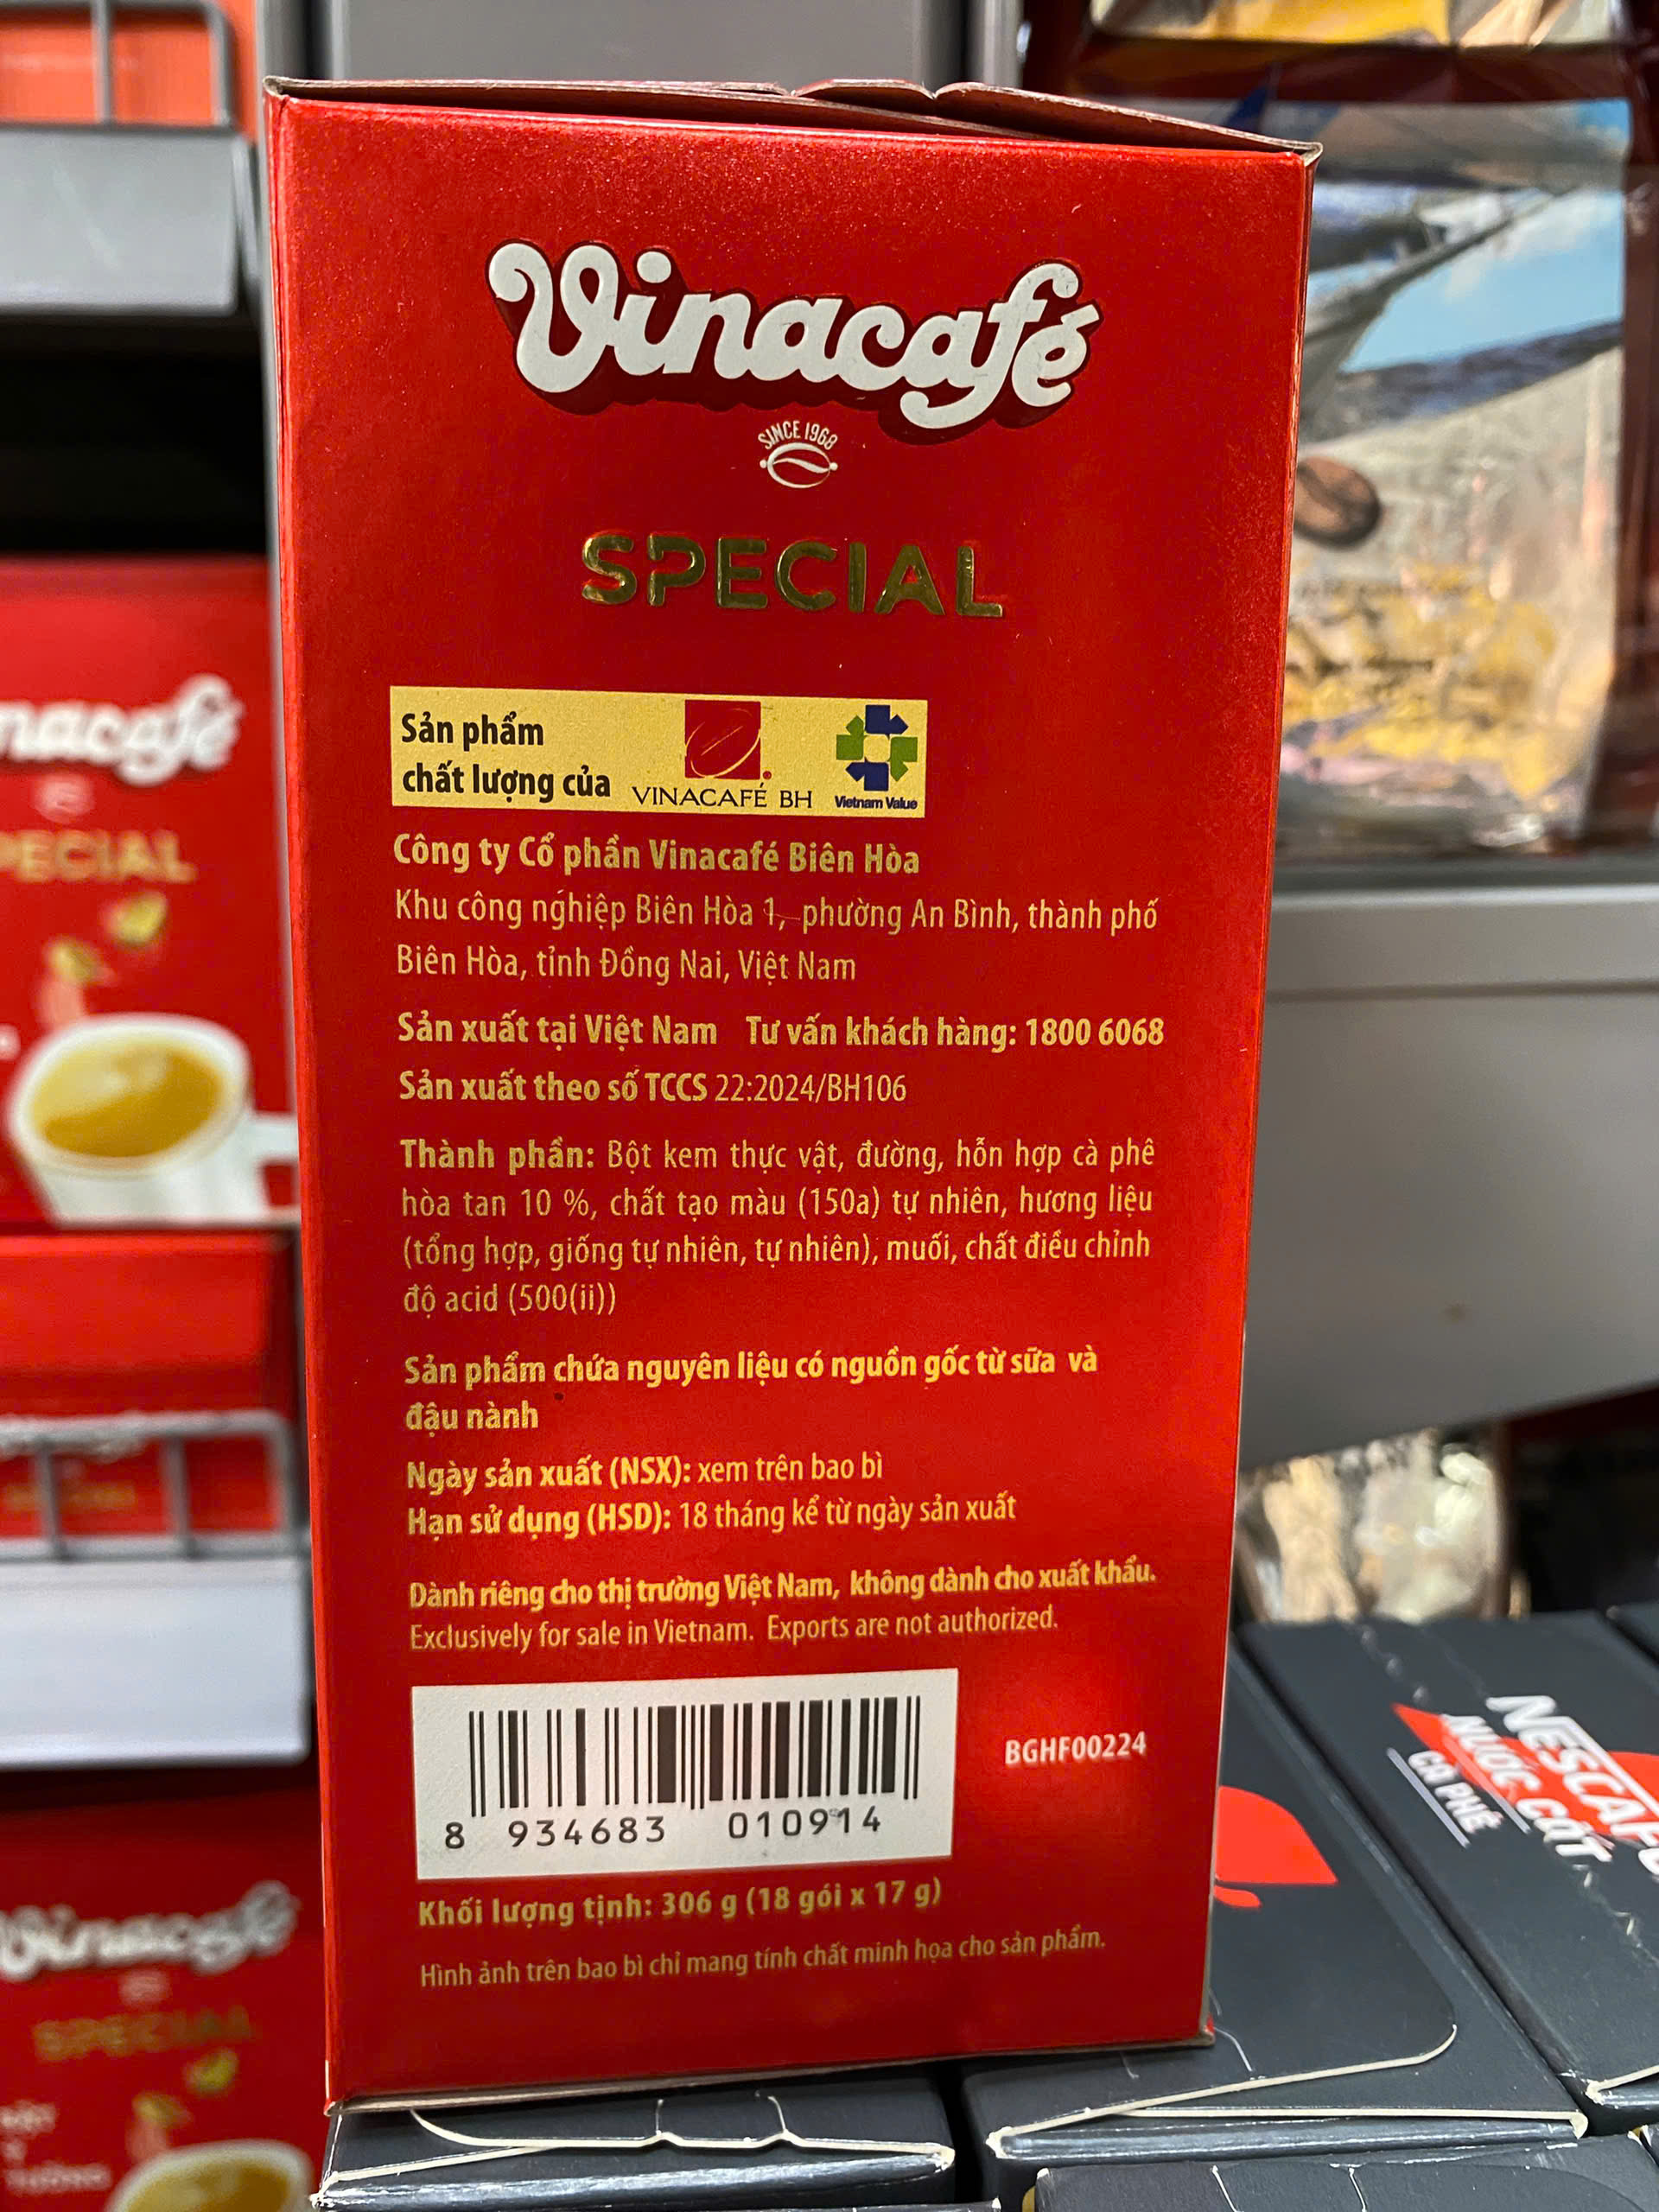 Vinacafé
SINCE 1968
SPECIAL
Sản phẩm
chất lượng của
VINACAFÉ BH
Vietnam Value
Công ty Cổ phần Vinacafé Biên Hòa
Khu công nghiệp Biên Hòa 1, phường An Bình, thành phố
Biên Hòa, tỉnh Đồng Nai, Việt Nam
Sản xuất tại Việt Nam Tư vấn khách hàng: 1800 6068
Sản xuất theo số TCCS 22:2024/BH106
Thành phần: Bột kem thực vật, đường, hỗn hợp cà phê
hòa tan 10 %, chất tạo màu (150a) tự nhiên, hương liệu
(tổng hợp, giống tự nhiên, tự nhiên), muối, chất điều chỉnh
độ acid (500(ii))
Sản phẩm chứa nguyên liệu có nguồn gốc từ sữa và
đậu nành
Ngày sản xuất (NSX): xem trên bao bì
Hạn sử dụng (HSD): 18 tháng kể từ ngày sản xuất
Dành riêng cho thị trường Việt Nam, không dành cho xuất khẩu.
Exclusively for sale in Vietnam. Exports are not authorized.
8 934683 010914
BGHF00224
Khối lượng tịnh: 306 g (18 gói x 17 g)
Hình ảnh trên bao bì chỉ mang tính chất minh họa cho sản phẩm.
nacafé
PECIAL
Vinacafé
SPECIAL
NESCAFÉ
CÀ PHÊ